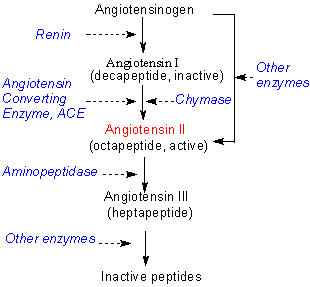 Angiotensinogen
Renin
Angiotensin I
(decapeptide, inactive)
Other
enzymes
Angiotensin
Converting
Enzyme, ACE
Chymase
Angiotensin II
(octapeptide, active)
Aminopeptidase
Angiotensin III
(heptapeptide)
Other enzymes
Inactive peptides